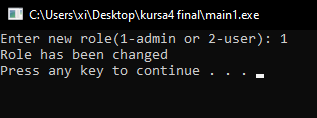 C:\Users\xi\Desktop\kursa4 final\main1.exe
Enter new role(1-admin or 2-user): 1
Role has been changed
Press any key to continue . . .